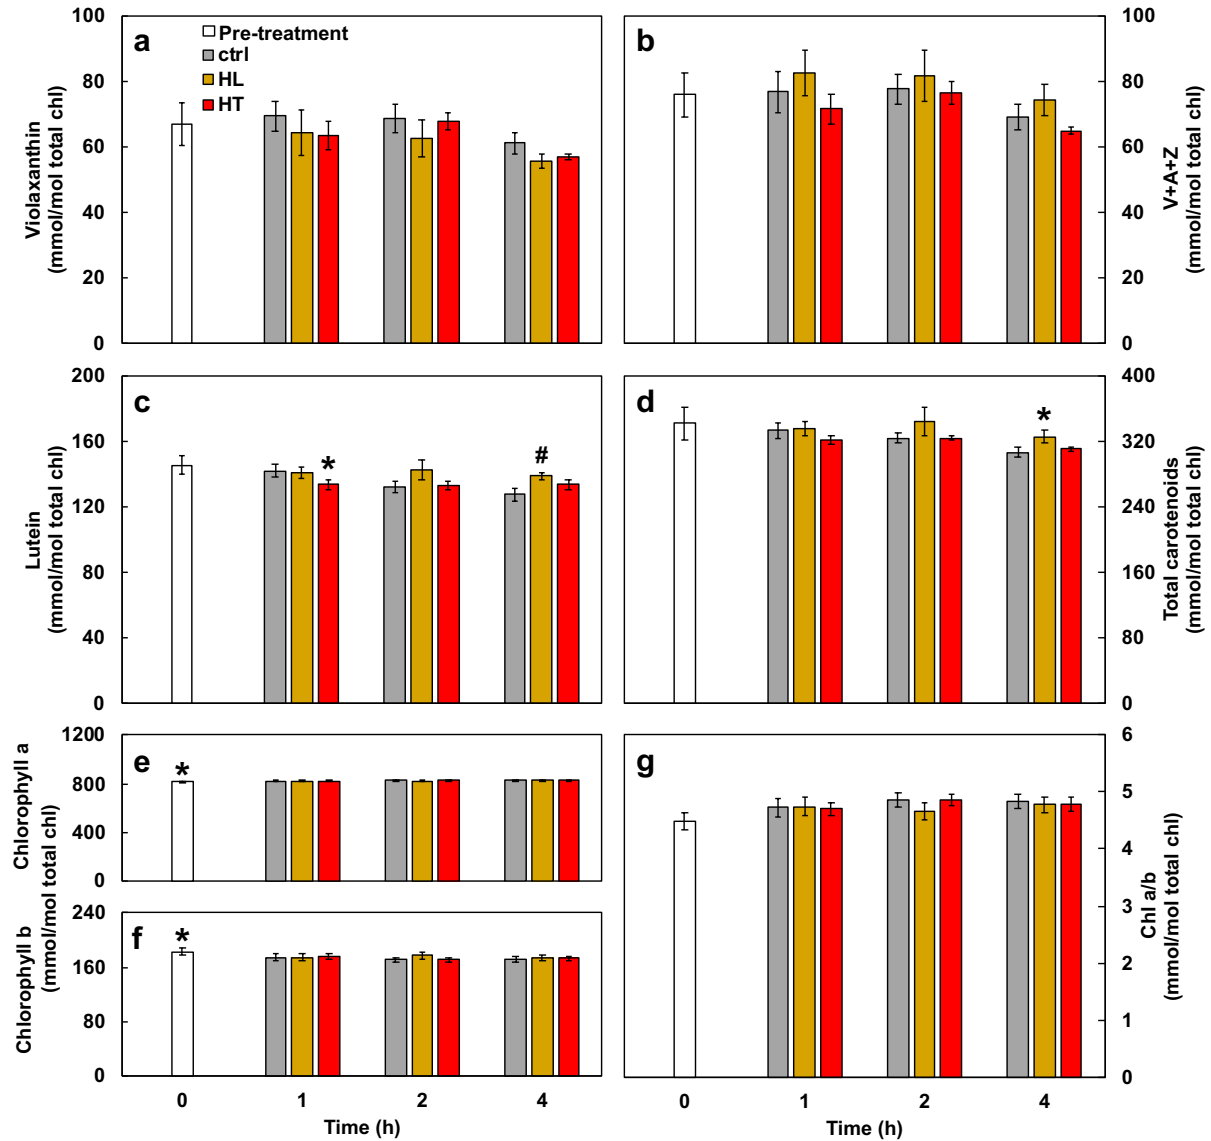 a
Pre-treatment
ctrl
HL
HT
100
80
60
40
20
0
Violaxanthin
(mmol/mol total chl)
b
100
80
60
40
20
0
V+A+Z
(mmol/mol total chl)
c
* #
200
160
120
80
40
0
Lutein
(mmol/mol total chl)
d
*
400
320
240
160
80
0
Total carotenoids
(mmol/mol total chl)
e
*
1200
800
400
0
Chlorophyll a
(mmol/mol total chl)
f
*
240
160
80
0
Chlorophyll b
(mmol/mol total chl)
0 1 2 4
Time (h)
g
6
5
4
3
2
1
0
Chl a/b
(mmol/mol total chl)
0 1 2 4
Time (h)